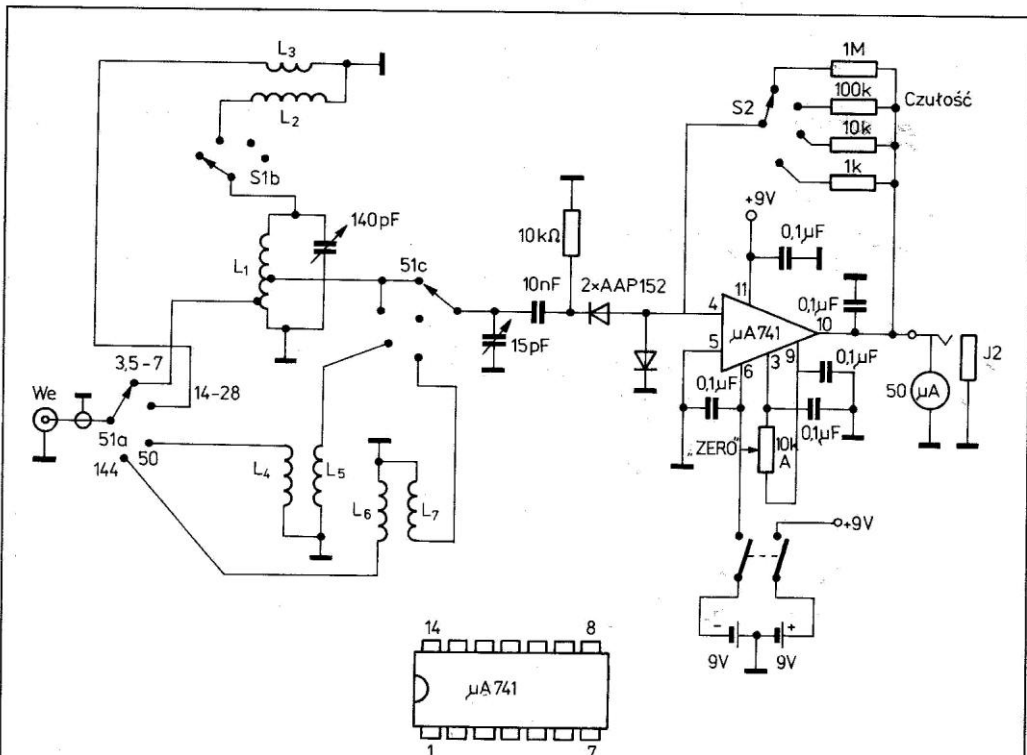 L3
L2
S1b
140pF
L1
51c
10kΩ
10nF
2×AAP152
15pF
We
3,5-7
14-28
51a
50
144
L4
L5
L6
L7
1M
100k
10k
1k
S2
Czułość
+9V
0,1µF
0,1µF
11
4
µA741
10
5
3
9
6
0,1µF
0,1µF
0,1µF
"ZERO"
10k
A
50
µA
J2
+9V
-
+
9V
9V
14
8
µA741
1
7